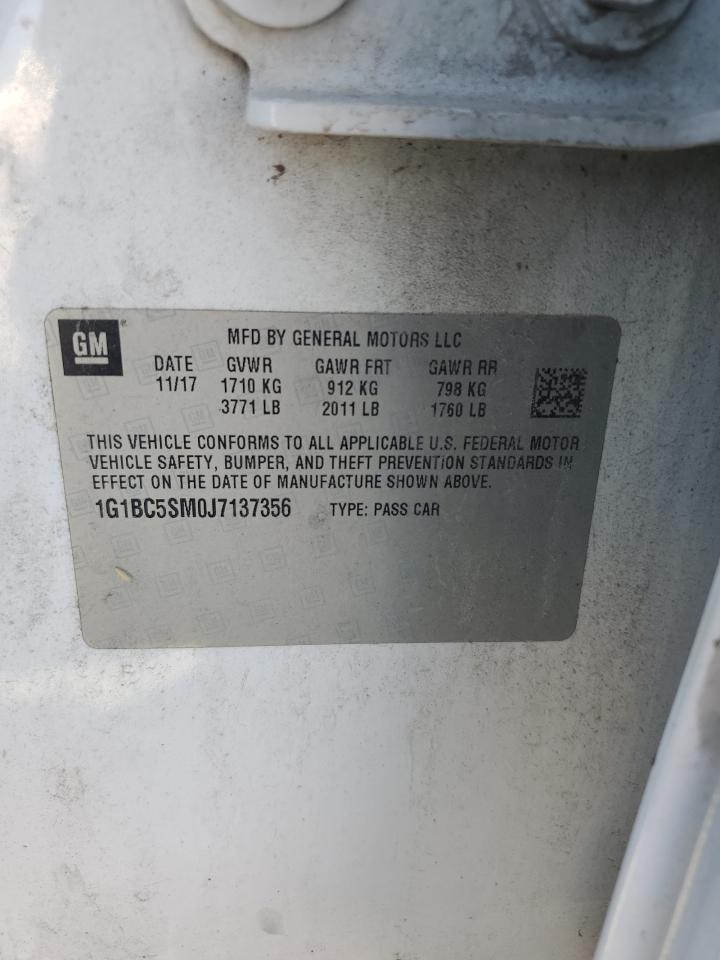 GM
MFD BY GENERAL MOTORS LLC
DATE GVWR GAWR FRT GAWR RR
11/17 1710 KG 912 KG 798 KG
3771 LB 2011 LB 1760 LB
THIS VEHICLE CONFORMS TO ALL APPLICABLE U.S. FEDERAL MOTOR
VEHICLE SAFETY, BUMPER, AND THEFT PREVENTION STANDARDS IN
EFFECT ON THE DATE OF MANUFACTURE SHOWN ABOVE.
1G1BC5SM0J7137356 TYPE: PASS CAR